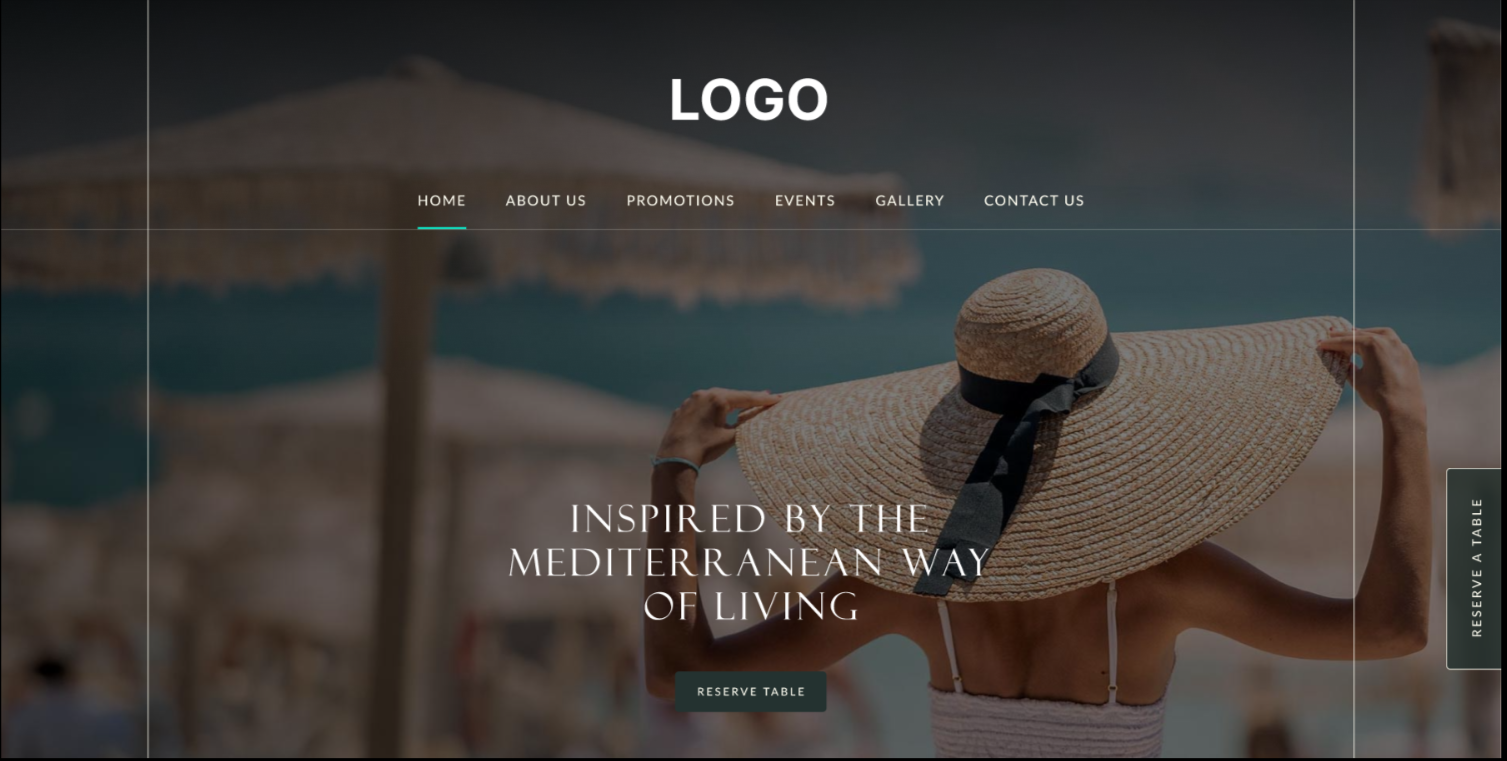 LOGO
HOME ABOUT US PROMOTIONS EVENTS GALLERY CONTACT US
INSPIRED BY THE
MEDITERRANEAN WAY
OF LIVING
RESERVE TABLE
RESERVE A TABLE